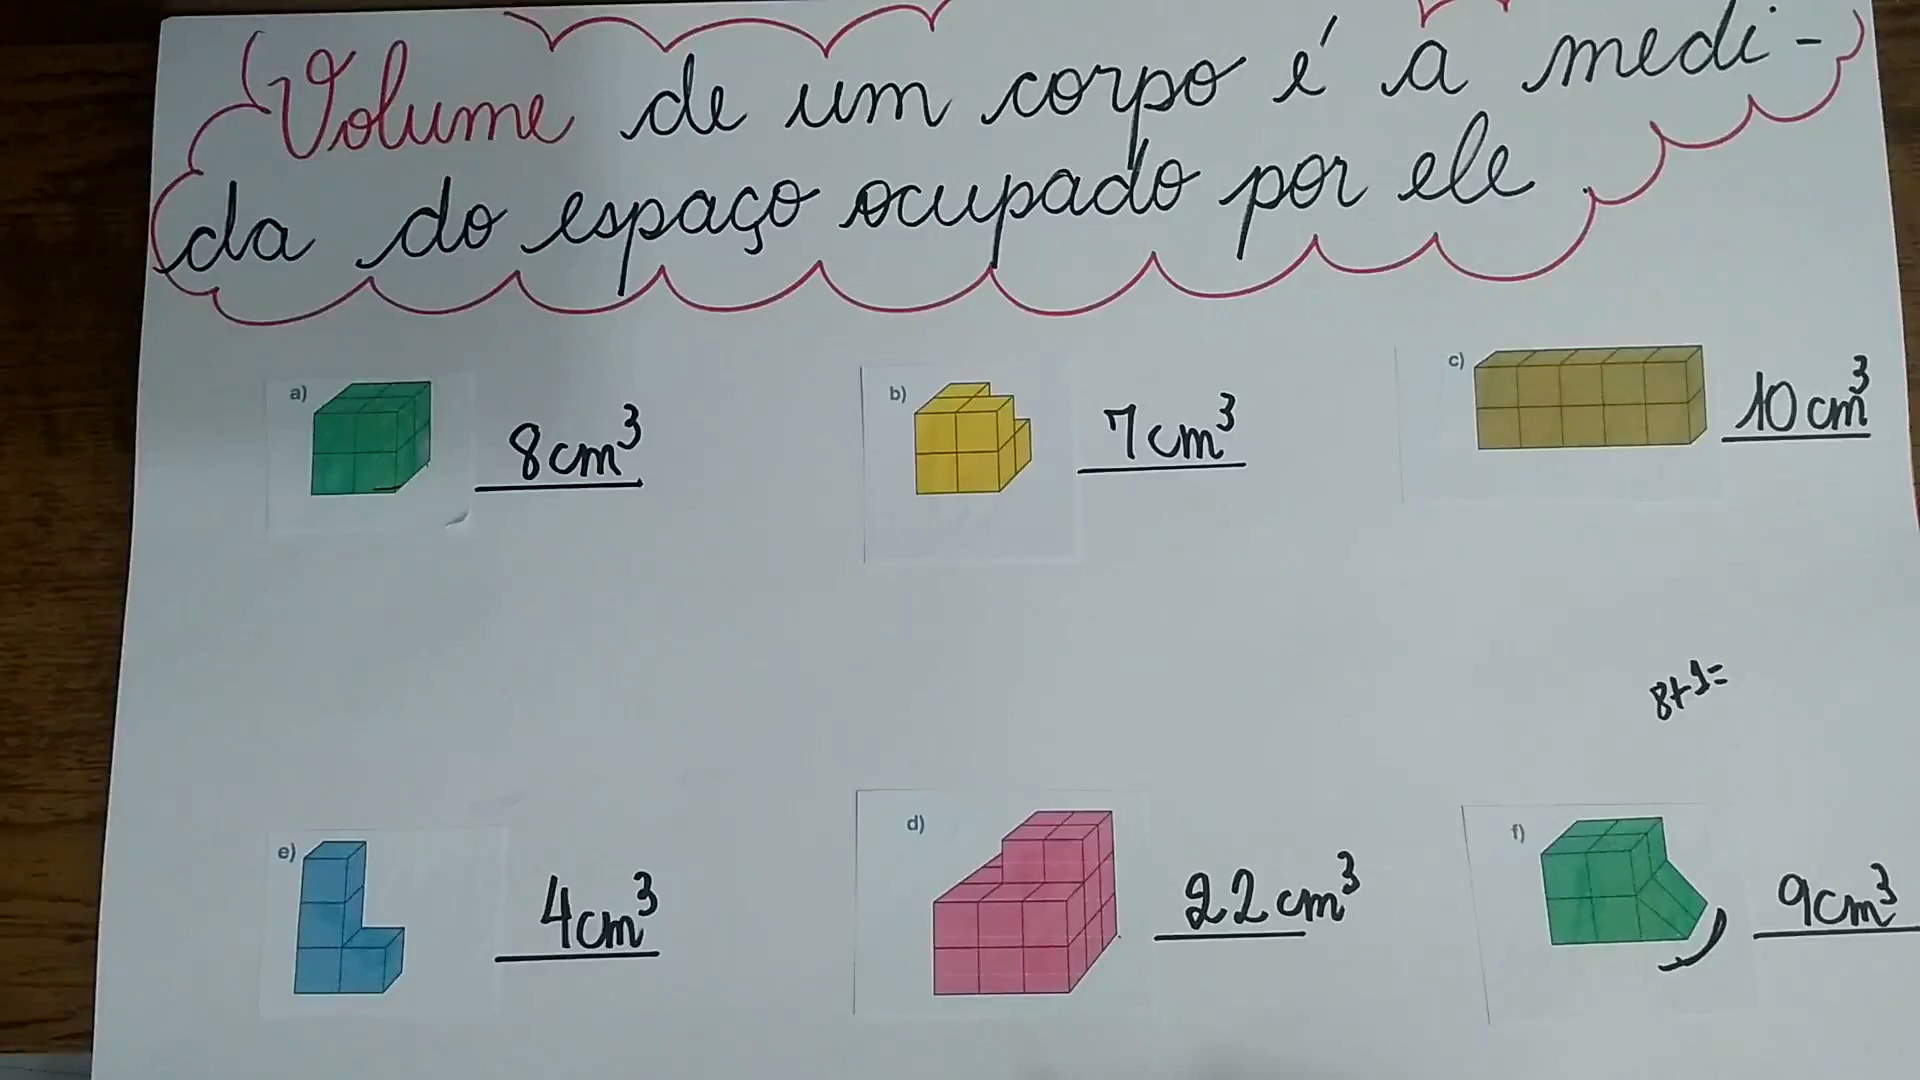 Volume de um corpo é a medi-
da do espaço ocupado por ele
a) 8cm³
b) 7cm³
c) 10cm³
8+1=
e) 4cm³
d) 22cm³
f) 9cm³